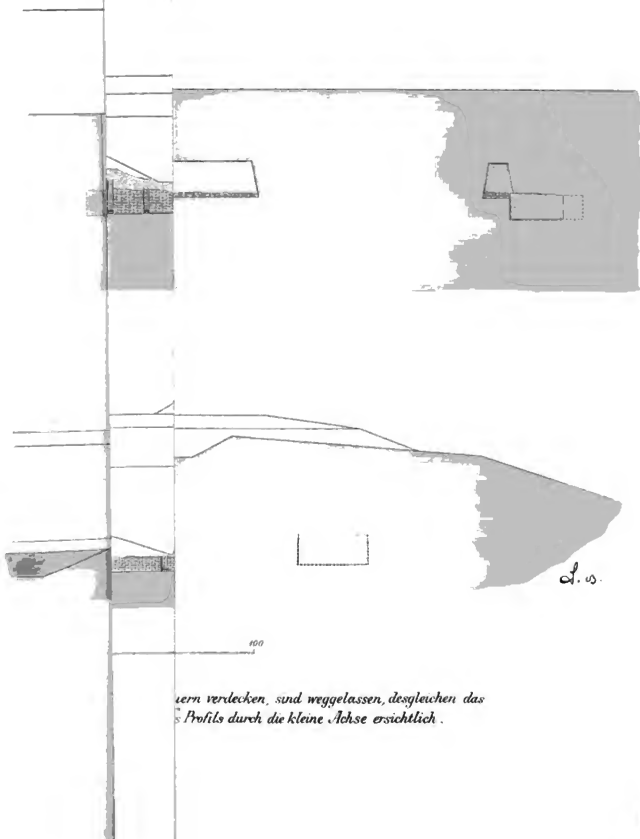 100
uern verdecken, sind weggelassen, desgleichen das
s Profils durch die kleine Achse ersichtlich.